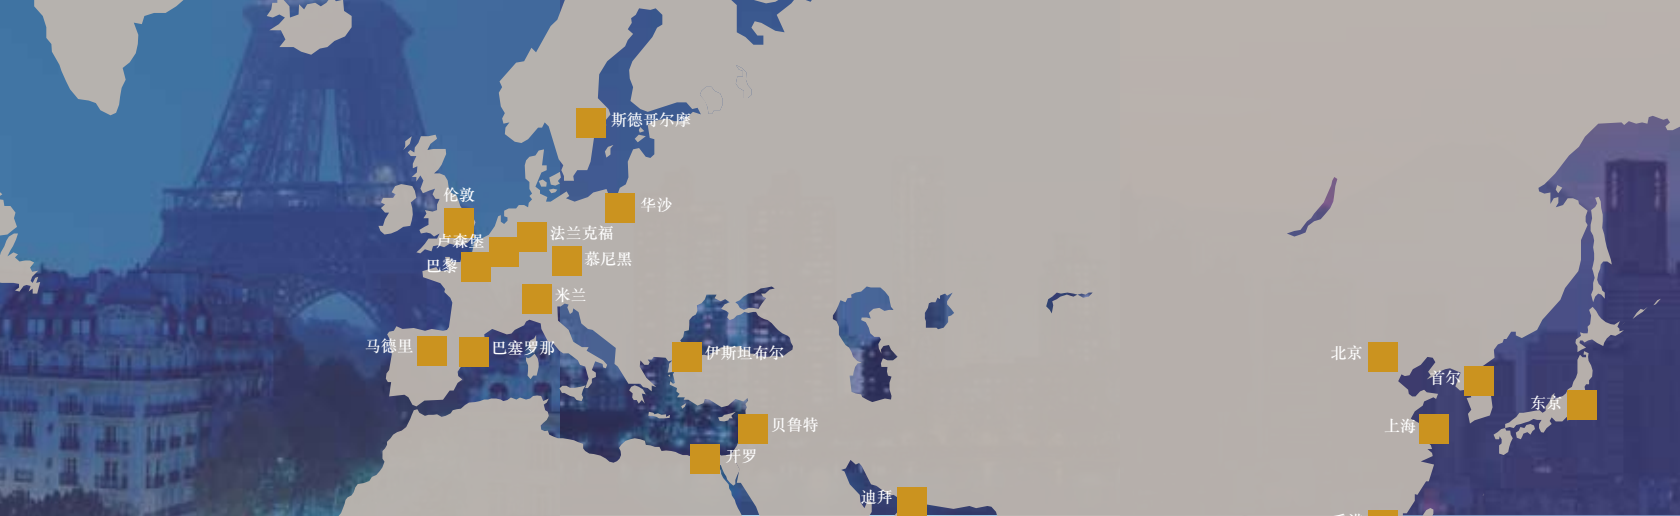 斯德哥尔摩
伦敦
华沙
卢森堡
法兰克福
慕尼黑
巴黎
米兰
马德里
巴塞罗那
伊斯坦布尔
北京
首尔
东京
上海
贝鲁特
开罗
迪拜